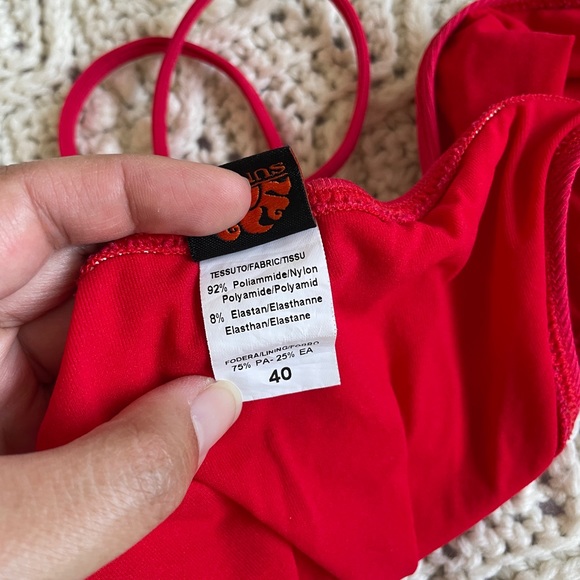 TESSUTO/FABRIC/TISSU
92% Poliammide/Nylon
Polyamide/Polyamid
8% Elastan/Elasthanne
Elasthan/Elastane
FODERA/LINING/FORRO
75% PA- 25% EA
40